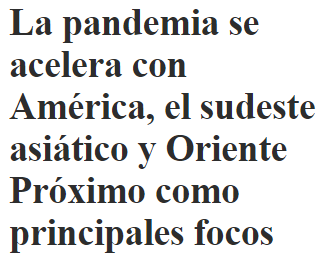 La pandemia se
acelera con
América, el sudeste
asiático y Oriente
Próximo como
principales focos